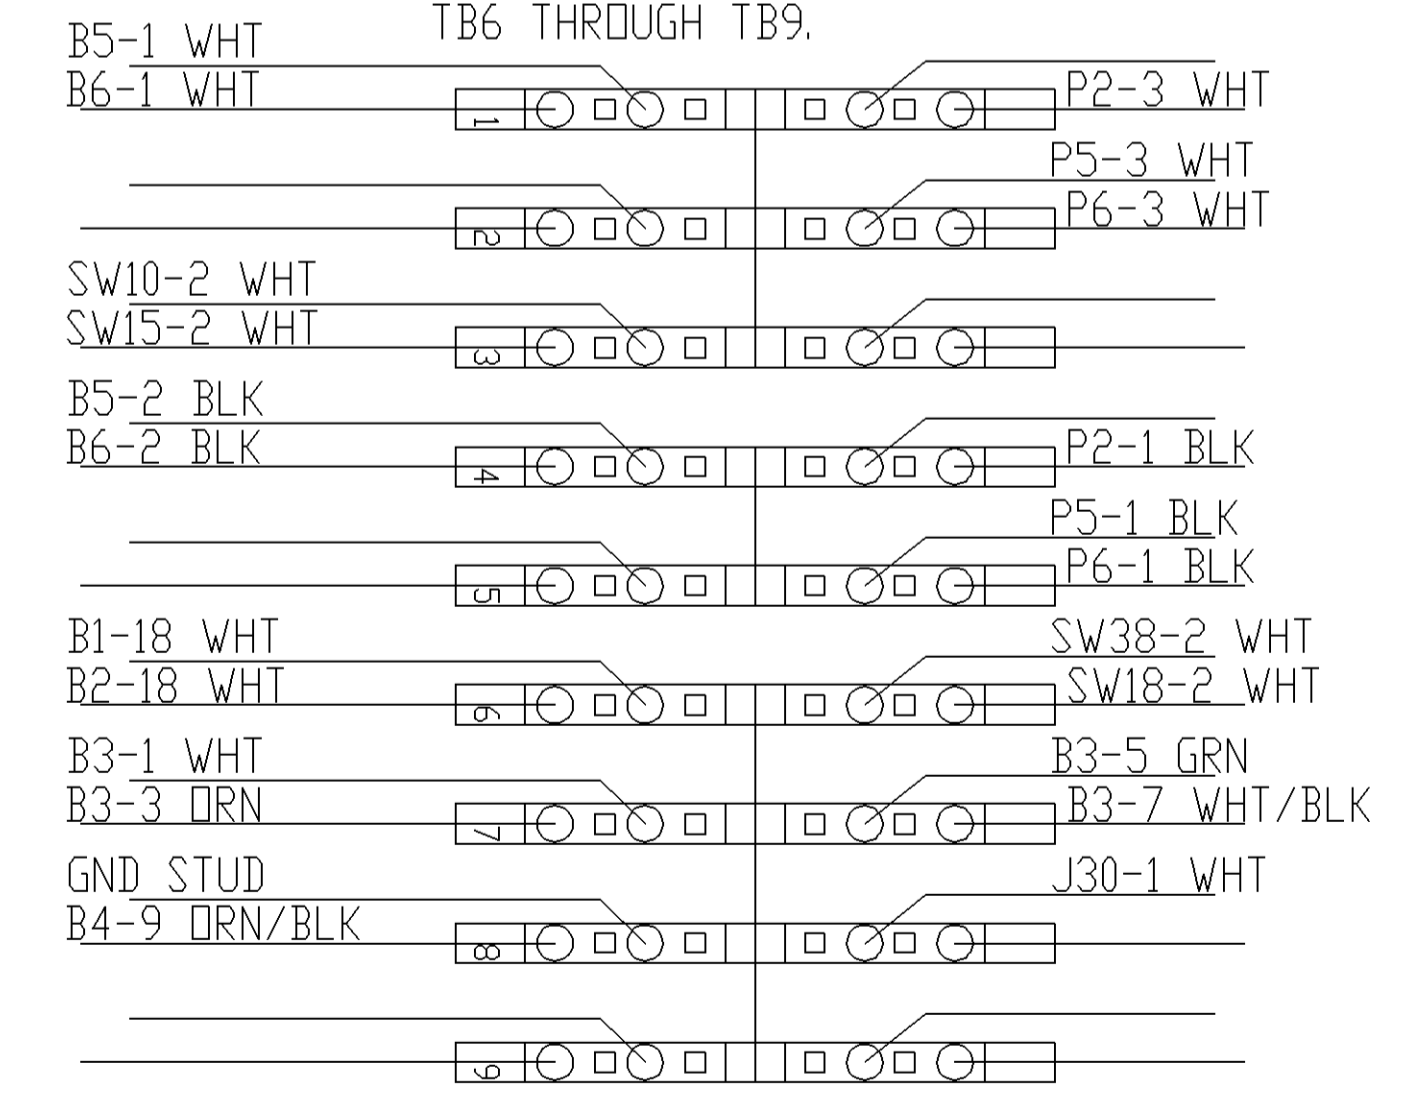 TB6 THROUGH TB9.
B5-1 WHT
B6-1 WHT
1
P2-3 WHT
P5-3 WHT
2
P6-3 WHT
SW10-2 WHT
SW15-2 WHT
3
B5-2 BLK
B6-2 BLK
4
P2-1 BLK
P5-1 BLK
5
P6-1 BLK
B1-18 WHT
SW38-2 WHT
B2-18 WHT
6
SW18-2 WHT
B3-1 WHT
B3-5 GRN
B3-3 ORN
7
B3-7 WHT/BLK
GND STUD
J30-1 WHT
B4-9 ORN/BLK
8
9